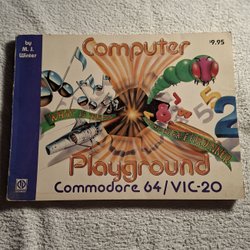 by
M. J.
Winter
Computer
$9.95
Playground
Commodore 64/VIC-20